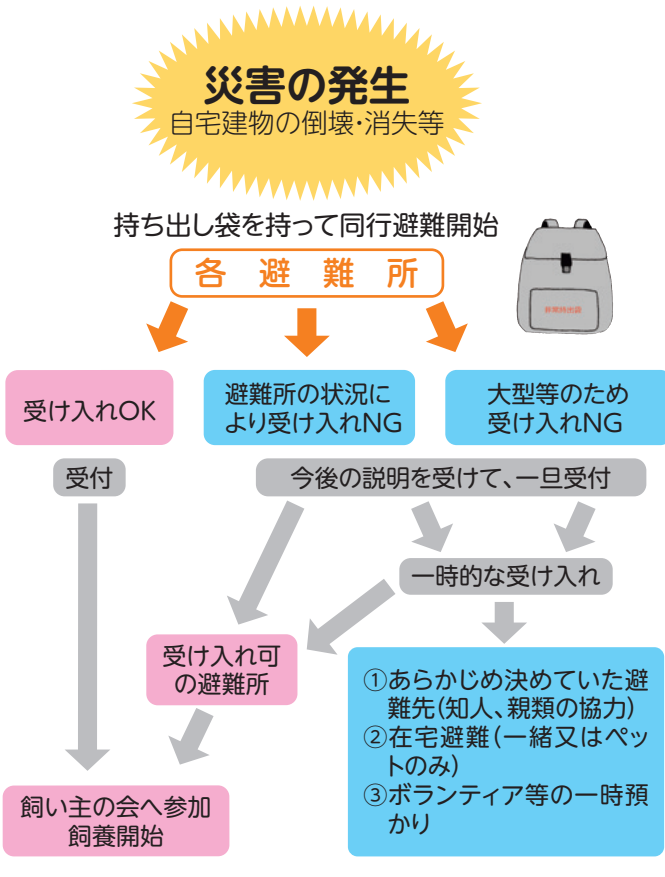 災害の発生
自宅建物の倒壊・消失等
持ち出し袋を持って同行避難開始
各避難所
非常持出袋
受け入れOK
避難所の状況に
より受け入れNG
大型等のため
受け入れNG
受付
今後の説明を受けて、一旦受付
一時的な受け入れ
受け入れ可
の避難所
①あらかじめ決めていた避
難先(知人、親類の協力)
②在宅避難(一緒又はペッ
トのみ)
③ボランティア等の一時預
かり
飼い主の会へ参加
飼養開始